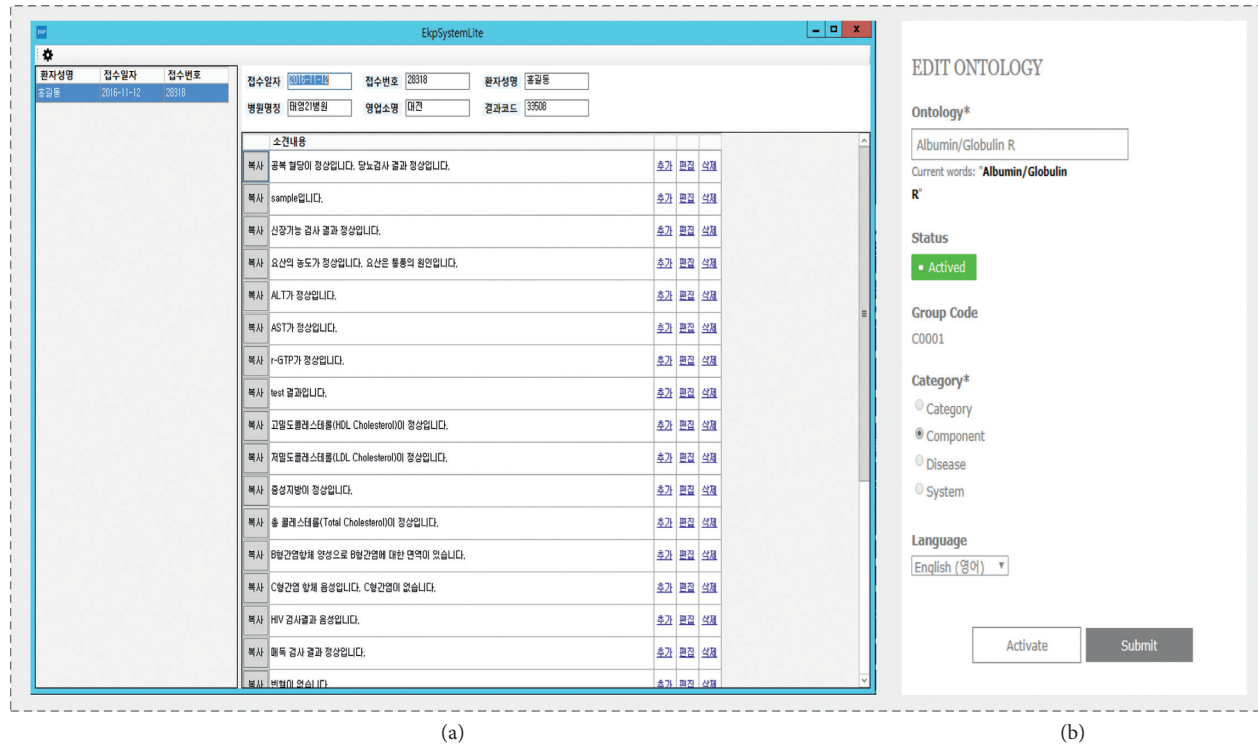 EKP
EkpSystemLite
환자성명 접수일자 접수번호
홍길동 2016-11-12 28318
접수일자 2016-11-12 접수번호 28318 환자성명 홍길동
병원명칭 태영21병원 영업소명 대전 결과코드 33508
소견내용
복사 공복 혈당이 정상입니다. 당뇨검사 결과 정상입니다. 추가 편집 삭제
복사 sample입니다. 추가 편집 삭제
복사 신장기능 검사 결과 정상입니다. 추가 편집 삭제
복사 요산의 농도가 정상입니다. 요산은 통풍의 원인입니다. 추가 편집 삭제
복사 ALT가 정상입니다. 추가 편집 삭제
복사 AST가 정상입니다. 추가 편집 삭제
복사 r-GTP가 정상입니다. 추가 편집 삭제
복사 test 결과입니다. 추가 편집 삭제
복사 고밀도콜레스테롤(HDL Cholesterol)이 정상입니다. 추가 편집 삭제
복사 저밀도콜레스테롤(LDL Cholesterol)이 정상입니다. 추가 편집 삭제
복사 중성지방이 정상입니다. 추가 편집 삭제
복사 총 콜레스테롤(Total Cholesterol)이 정상입니다. 추가 편집 삭제
복사 B형간염항체 양성으로 B형간염에 대한 면역이 있습니다. 추가 편집 삭제
복사 C형간염 항체 음성입니다. C형간염이 없습니다. 추가 편집 삭제
복사 HIV 검사결과 음성입니다. 추가 편집 삭제
복사 매독 검사 결과 정상입니다. 추가 편집 삭제
복사 빈혈이 없습니다. 추가 편집 삭제
(a)
EDIT ONTOLOGY
Ontology*
Albumin/Globulin R
Current words: "Albumin/Globulin
R"
Status
• Actived
Group Code
C0001
Category*
Category
Component
Disease
System
Language
English (영어)
Activate Submit
(b)